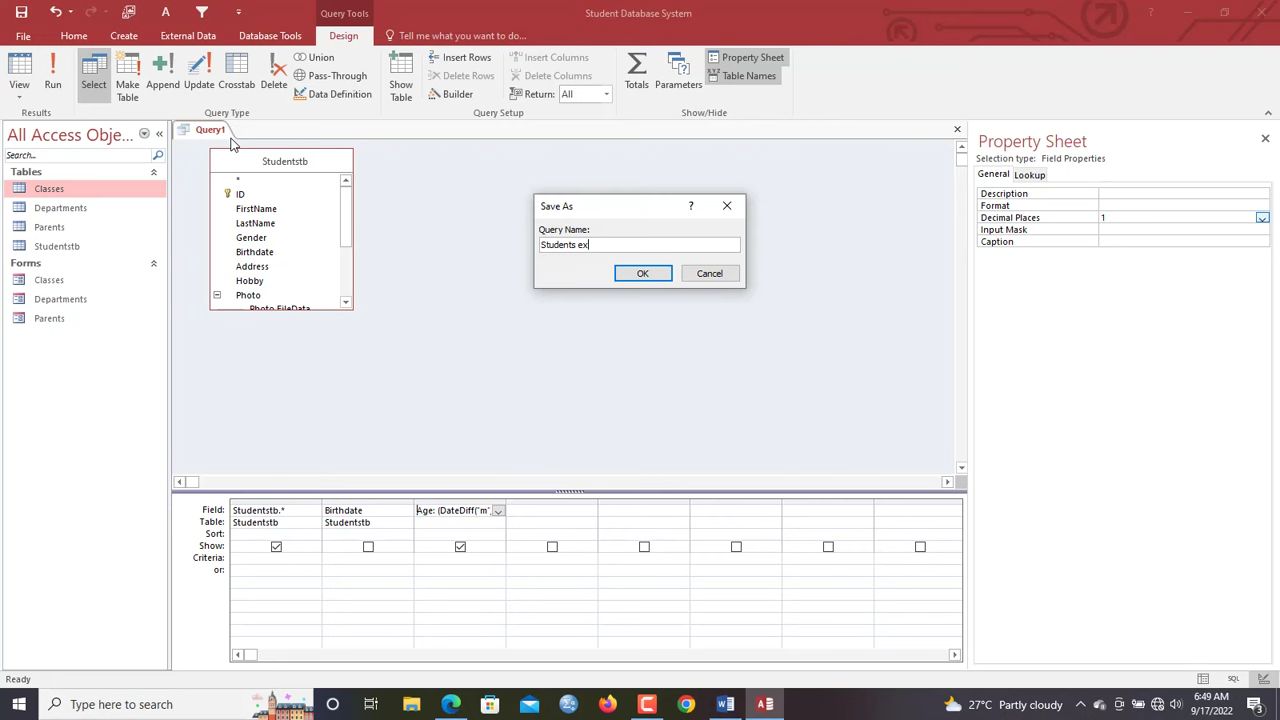 Query Tools
Student Database System
File
Home
Create
External Data
Database Tools
Design
Tell me what you want to do...
View
Run
Select
Make Table
Append
Update
Crosstab
Delete
Union
Pass-Through
Data Definition
Show Table
Insert Rows
Delete Rows
Builder
Insert Columns
Delete Columns
Return: All
Totals
Parameters
Property Sheet
Table Names
Results
Query Type
Query Setup
Show/Hide
All Access Obje...
Search...
Tables
Classes
Departments
Parents
Studentstb
Forms
Classes
Departments
Parents
Query1
Studentstb
*
ID
FirstName
LastName
Gender
Birthdate
Address
Hobby
Photo
Photo.FileData
Save As
?
Query Name:
Students ex
OK
Cancel
Property Sheet
Selection type: Field Properties
General
Lookup
Description
Format
Decimal Places 1
Input Mask
Caption
Field: Studentstb.* Birthdate Age: (DateDiff("m",
Table: Studentstb Studentstb
Sort:
Show:
Criteria:
or:
Ready
SQL
Type here to search
27°C Partly cloudy
6:49 AM
9/17/2022
3